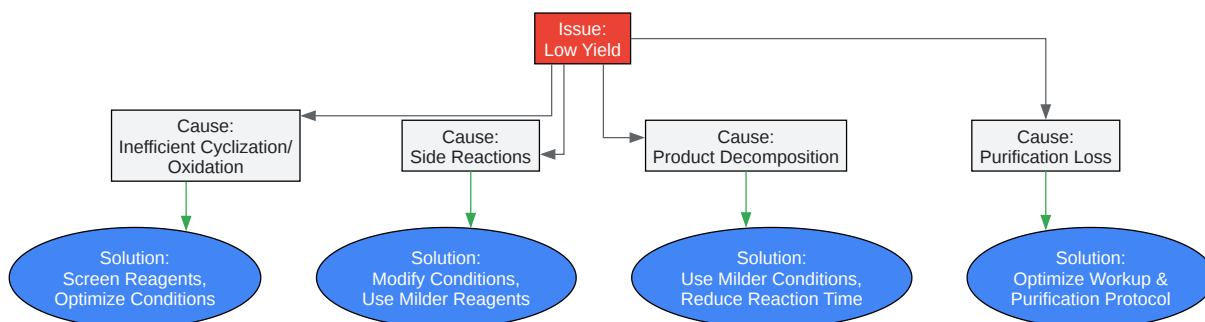 Issue:
Low Yield
Cause:
Inefficient Cyclization/
Oxidation
Cause:
Side Reactions
Cause:
Product Decomposition
Cause:
Purification Loss
Solution:
Screen Reagents,
Optimize Conditions
Solution:
Modify Conditions,
Use Milder Reagents
Solution:
Use Milder Conditions,
Reduce Reaction Time
Solution:
Optimize Workup &
Purification Protocol